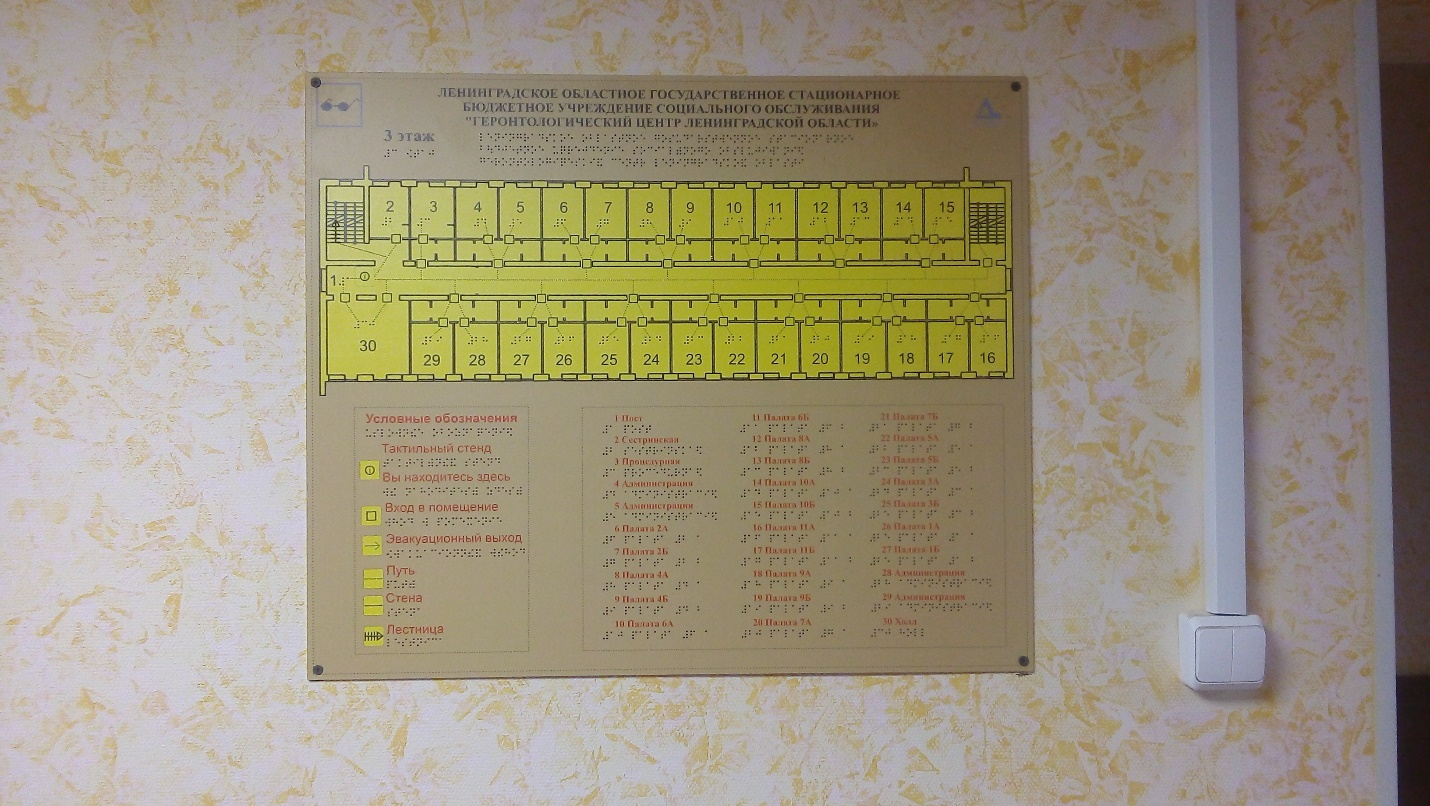 ЛЕНИНГРАДСКОЕ ОБЛАСТНОЕ ГОСУДАРСТВЕННОЕ СТАЦИОНАРНОЕ
БЮДЖЕТНОЕ УЧРЕЖДЕНИЕ СОЦИАЛЬНОГО ОБСЛУЖИВАНИЯ
"ГЕРОНТОЛОГИЧЕСКИЙ ЦЕНТР ЛЕНИНГРАДСКОЙ ОБЛАСТИ»
3 этаж
2 3 4 5 6 7 8 9 10 11 12 13 14 15
1
30 29 28 27 26 25 24 23 22 21 20 19 18 17 16
Условные обозначения
Тактильный стенд
Вы находитесь здесь
Вход в помещение
Эвакуационный выход
Путь
Стена
Лестница
1 Пост
2 Сестринская
3 Процедурная
4 Администрация
5 Администрация
6 Палата 2А
7 Палата 2Б
8 Палата 4А
9 Палата 4Б
10 Палата 6А
11 Палата 6Б
12 Палата 8А
13 Палата 8Б
14 Палата 10А
15 Палата 10Б
16 Палата 11А
17 Палата 11Б
18 Палата 9А
19 Палата 9Б
20 Палата 7А
21 Палата 7Б
22 Палата 5А
23 Палата 5Б
24 Палата 3А
25 Палата 3Б
26 Палата 1А
27 Палата 1Б
28 Администрация
29 Администрация
30 Холл